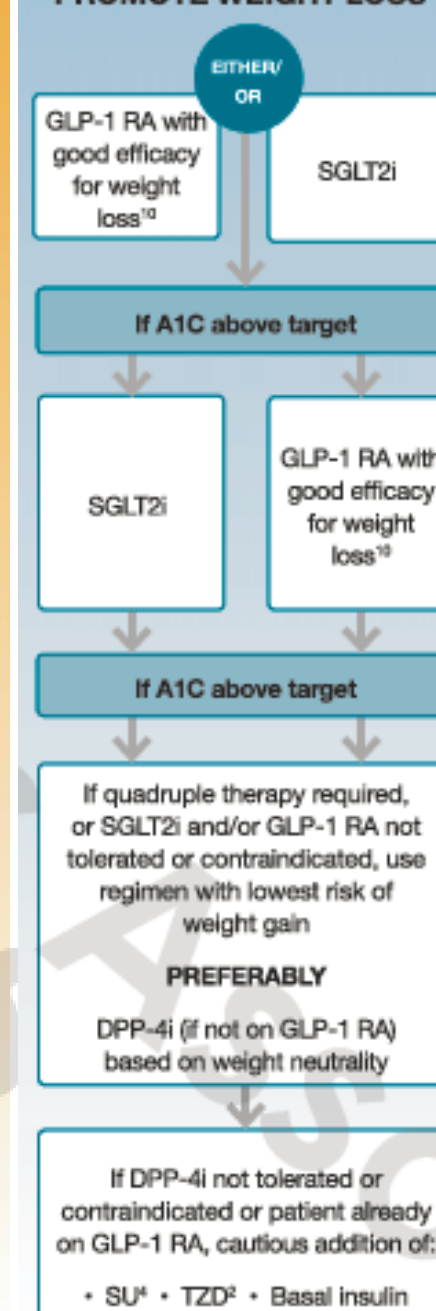 PROMOTE WEIGHT LOSS
EITHER/
OR
GLP-1 RA with
good efficacy
for weight
loss¹⁰
SGLT2i
If A1C above target
SGLT2i
GLP-1 RA with
good efficacy
for weight
loss¹⁰
If A1C above target
If quadruple therapy required,
or SGLT2i and/or GLP-1 RA not
tolerated or contraindicated, use
regimen with lowest risk of
weight gain
PREFERABLY
DPP-4i (if not on GLP-1 RA)
based on weight neutrality
If DPP-4i not tolerated or
contraindicated or patient already
on GLP-1 RA, cautious addition of:
• SU⁴ • TZD² • Basal insulin